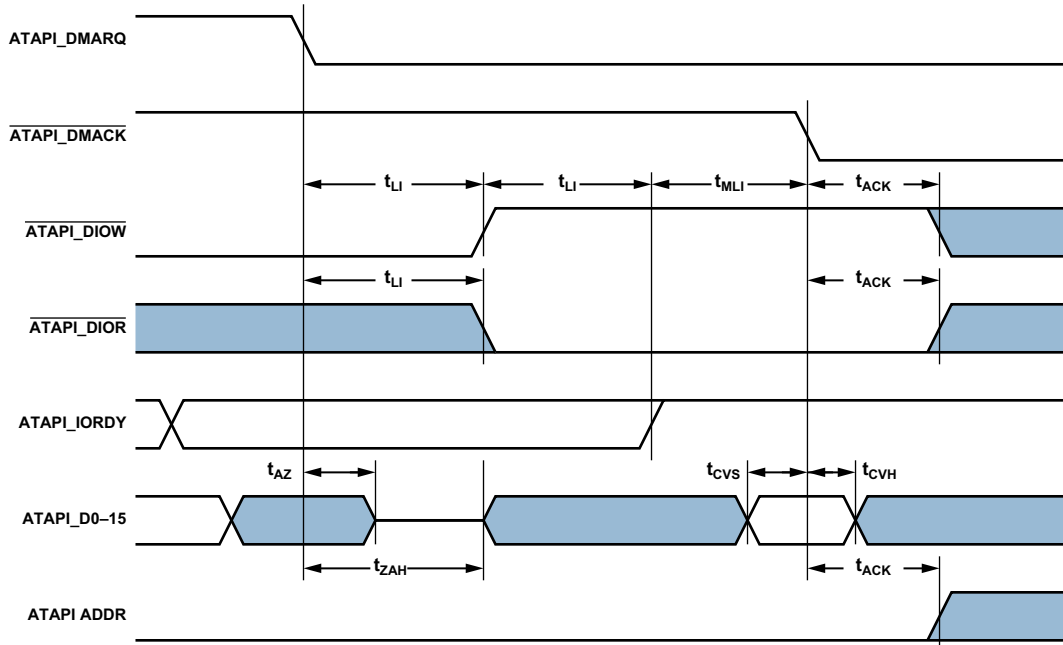 ATAPI_DMARQ
ATAPI_DMACK
tLI tLI tMLI tACK
ATAPI_DIOW
tLI tACK
ATAPI_DIOR
ATAPI_IORDY
tAZ tCVS tCVH
ATAPI_D0–15
tZAH tACK
ATAPI ADDR